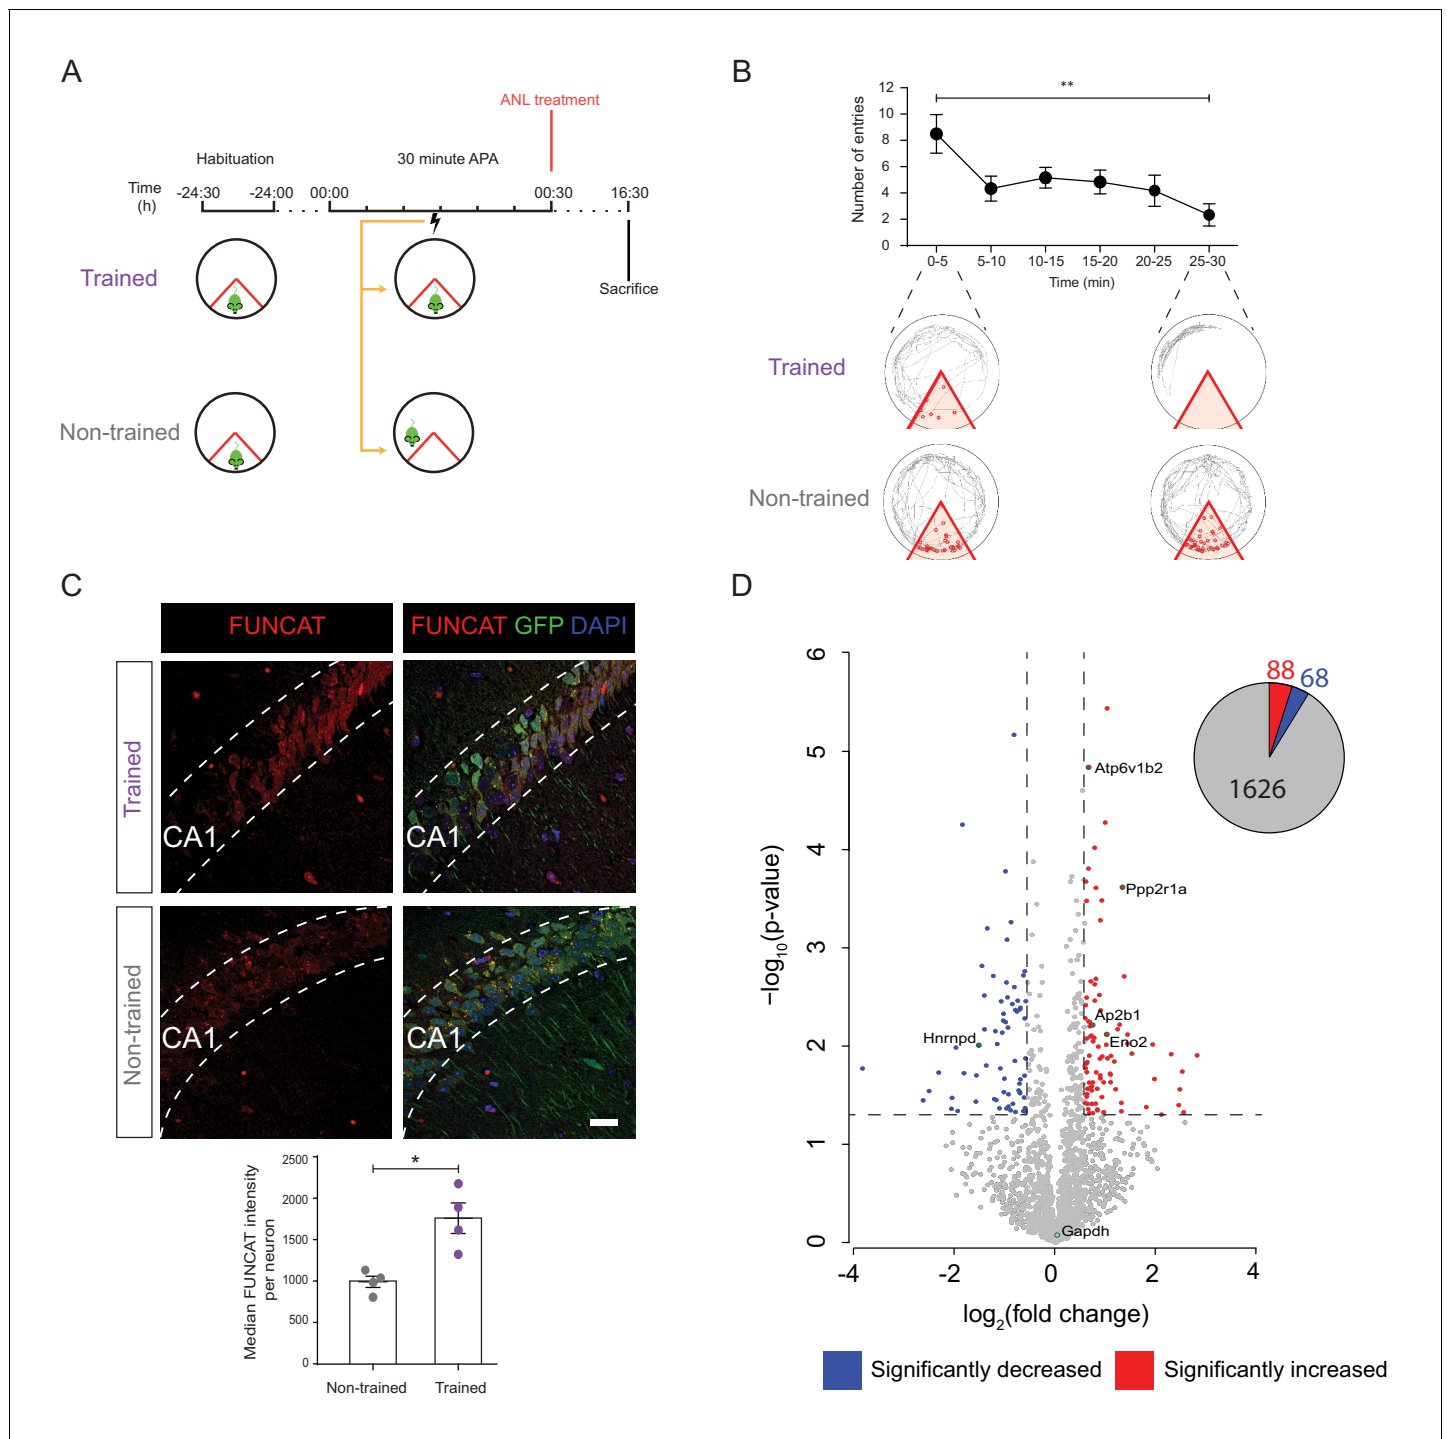 A
ANL treatment
Habituation
30 minute APA
Time
(h)
-24:30
-24:00
00:00
00:30
16:30
Trained
Sacrifice
Non-trained
B
**
Number of entries
12
10
8
6
4
2
0
0-5
5-10
10-15
15-20
20-25
25-30
Time (min)
Trained
Non-trained
C
FUNCAT
FUNCAT GFP DAPI
Trained
CA1
CA1
Non-trained
CA1
CA1
Median FUNCAT intensity
per neuron
2500
2000
1500
1000
500
0
*
Non-trained
Trained
D
−log10(p-value)
6
5
4
3
2
1
0
88
68
1626
Atp6v1b2
Ppp2r1a
Ap2b1
Eno2
Hnrnpd
Gapdh
-4
-2
0
2
4
log2(fold change)
Significantly decreased
Significantly increased